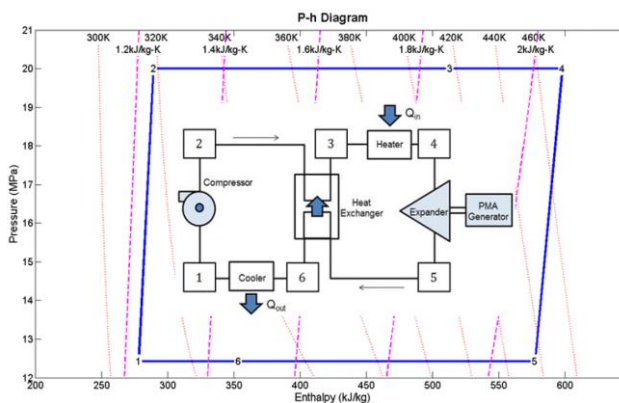 P-h Diagram
21
20
19
18
17
16
15
14
13
12
Pressure (MPa)
300K 320K 340K 360K 380K 400K 420K 440K 460K
1.2kJ/kg-K 1.4kJ/kg-K 1.6kJ/kg-K 1.8kJ/kg-K 2kJ/kg-K
2 3 4
Qin
2 3 Heater 4
Compressor
Heat
Exchanger
Expander
PMA
Generator
1 Cooler 6 5
Qout
1 6 5
200 250 300 350 400 450 500 550 600 650
Enthalpy (kJ/kg)